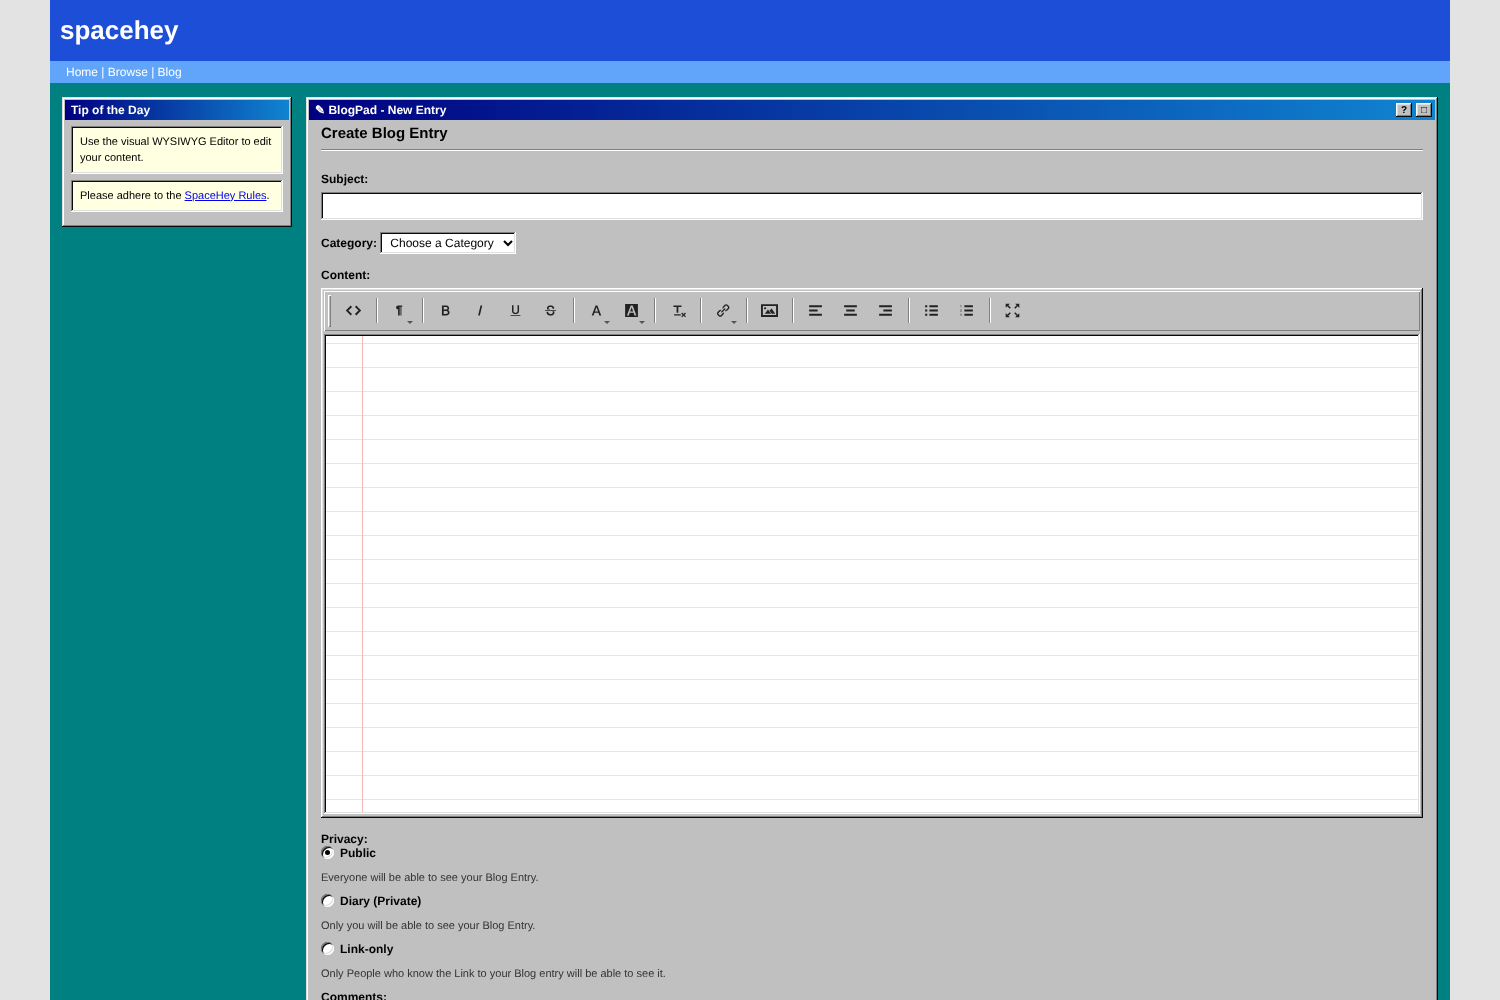 spacehey
Home | Browse | Blog
Tip of the Day
Use the visual WYSIWYG Editor to edit
your content.
Please adhere to the SpaceHey Rules.
✎ BlogPad - New Entry
?
Create Blog Entry
Subject:
Category: Choose a Category
Content:
¶ B I U S A A Tx
Privacy:
Public
Everyone will be able to see your Blog Entry.
Diary (Private)
Only you will be able to see your Blog Entry.
Link-only
Only People who know the Link to your Blog entry will be able to see it.
Comments: